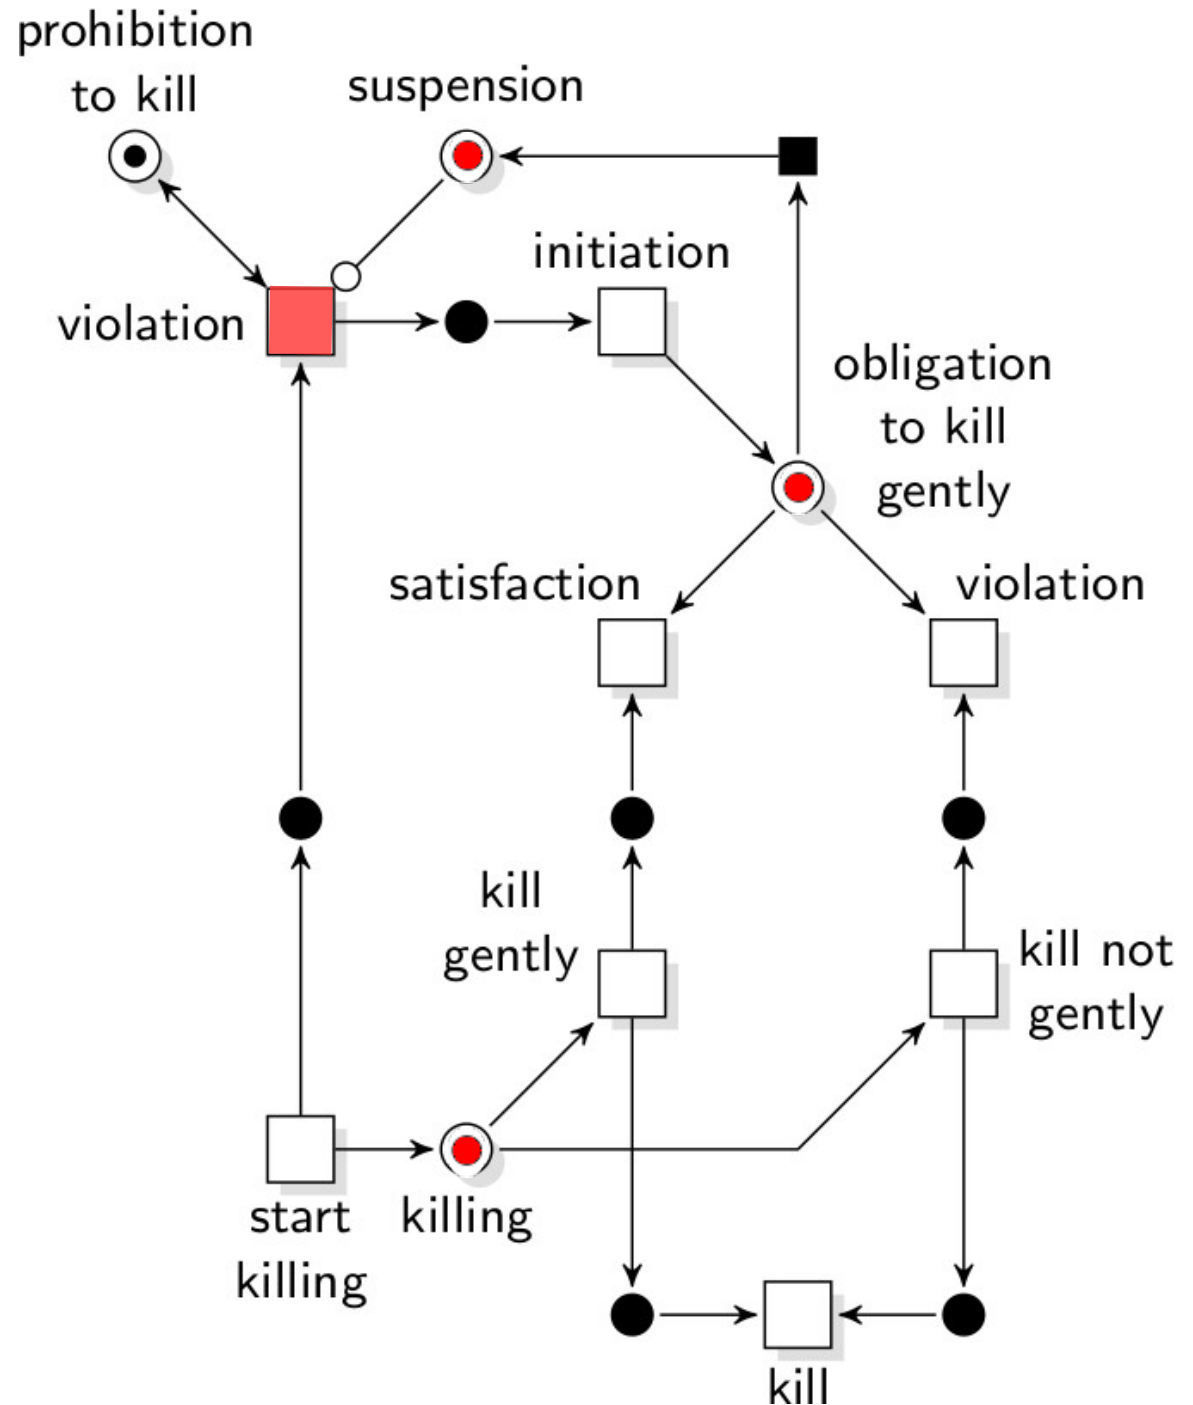 prohibition
to kill
suspension
initiation
violation
obligation
to kill
gently
satisfaction
violation
kill
gently
kill not
gently
start
killing
killing
kill